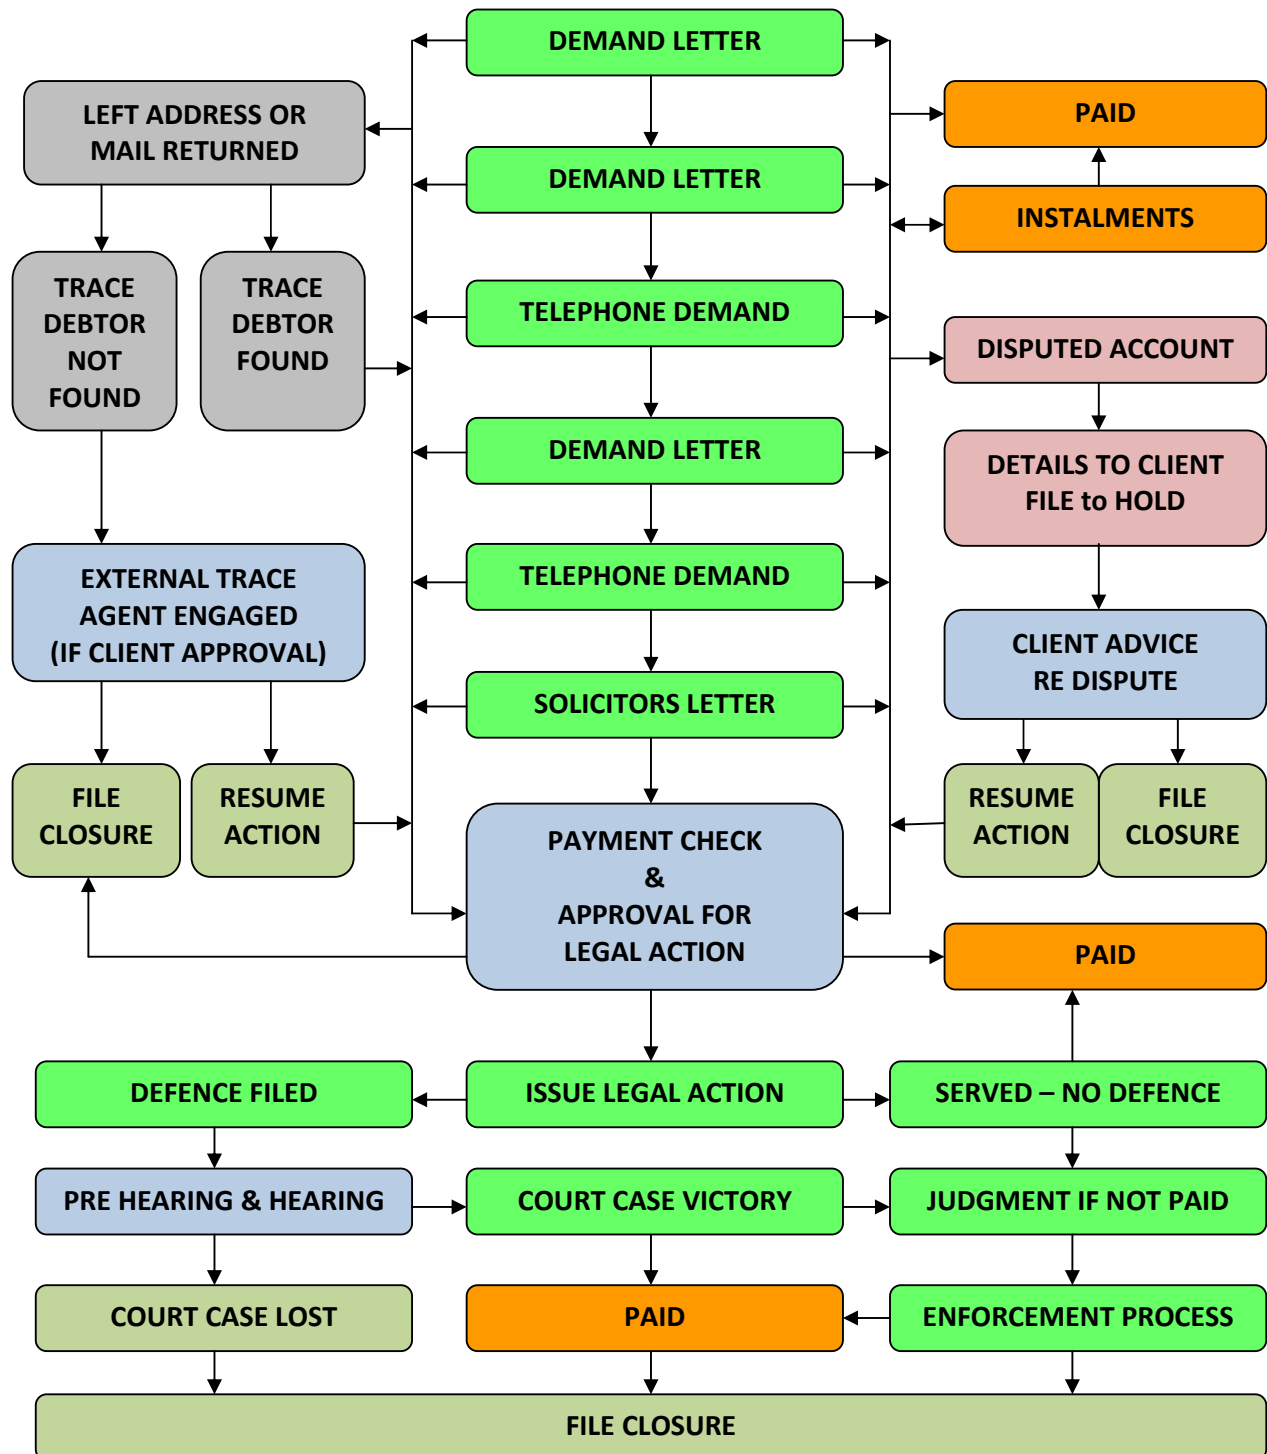 DEMAND LETTER
LEFT ADDRESS OR
MAIL RETURNED
PAID
DEMAND LETTER
INSTALMENTS
TRACE
DEBTOR
NOT
FOUND
TRACE
DEBTOR
FOUND
TELEPHONE DEMAND
DISPUTED ACCOUNT
DEMAND LETTER
DETAILS TO CLIENT
FILE to HOLD
EXTERNAL TRACE
AGENT ENGAGED
(IF CLIENT APPROVAL)
TELEPHONE DEMAND
CLIENT ADVICE
RE DISPUTE
SOLICITORS LETTER
FILE
CLOSURE
RESUME
ACTION
PAYMENT CHECK
&
APPROVAL FOR
LEGAL ACTION
RESUME
ACTION
FILE
CLOSURE
PAID
DEFENCE FILED
ISSUE LEGAL ACTION
SERVED – NO DEFENCE
PRE HEARING & HEARING
COURT CASE VICTORY
JUDGMENT IF NOT PAID
COURT CASE LOST
PAID
ENFORCEMENT PROCESS
FILE CLOSURE